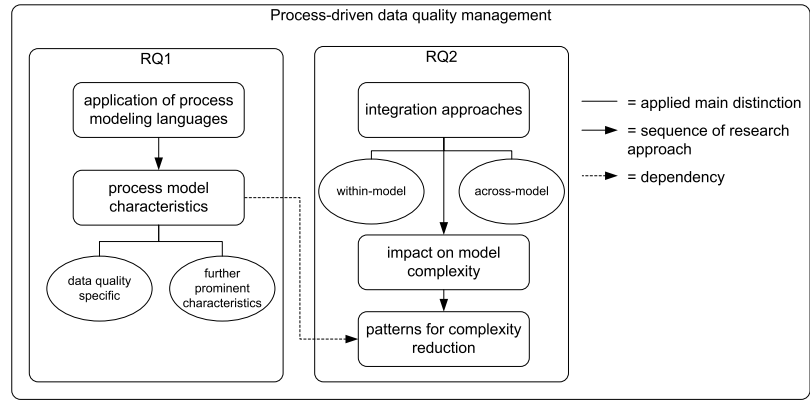 Process-driven data quality management
RQ1
application of process
modeling languages
process model
characteristics
data quality
specific
further
prominent
characteristics
RQ2
integration approaches
within-model
across-model
impact on model
complexity
patterns for complexity
reduction
= applied main distinction
= sequence of research
approach
= dependency